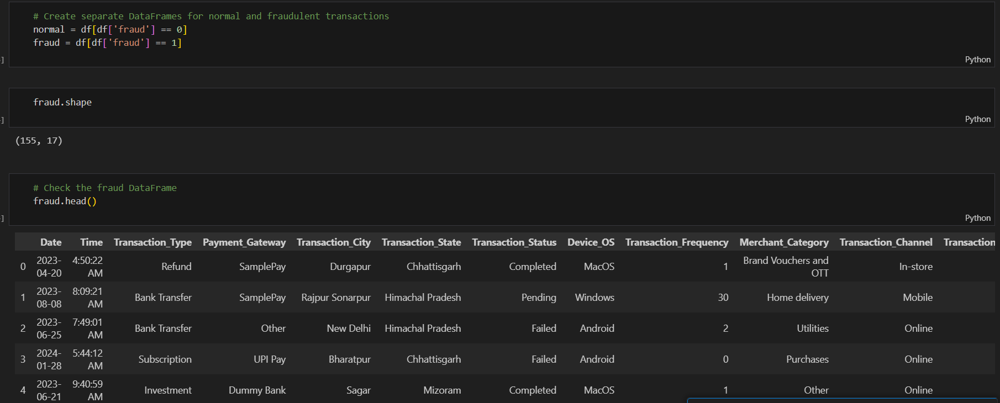 # Create separate DataFrames for normal and fraudulent transactions
normal = df[df['fraud'] == 0]
fraud = df[df['fraud'] == 1]
]
Python
fraud.shape
]
Python
(155, 17)
# Check the fraud DataFrame
fraud.head()
]
Python
Date Time Transaction_Type Payment_Gateway Transaction_City Transaction_State Transaction_Status Device_OS Transaction_Frequency Merchant_Category Transaction_Channel Transaction
0 2023-04-20 4:50:22 AM Refund SamplePay Durgapur Chhattisgarh Completed MacOS 1 Brand Vouchers and OTT In-store
1 2023-08-08 8:09:21 AM Bank Transfer SamplePay Rajpur Sonarpur Himachal Pradesh Pending Windows 30 Home delivery Mobile
2 2023-06-25 7:49:01 AM Bank Transfer Other New Delhi Himachal Pradesh Failed Android 2 Utilities Online
3 2024-01-28 5:44:12 AM Subscription UPI Pay Bharatpur Chhattisgarh Failed Android 0 Purchases Online
4 2023-06-21 9:40:59 AM Investment Dummy Bank Sagar Mizoram Completed MacOS 1 Other Online